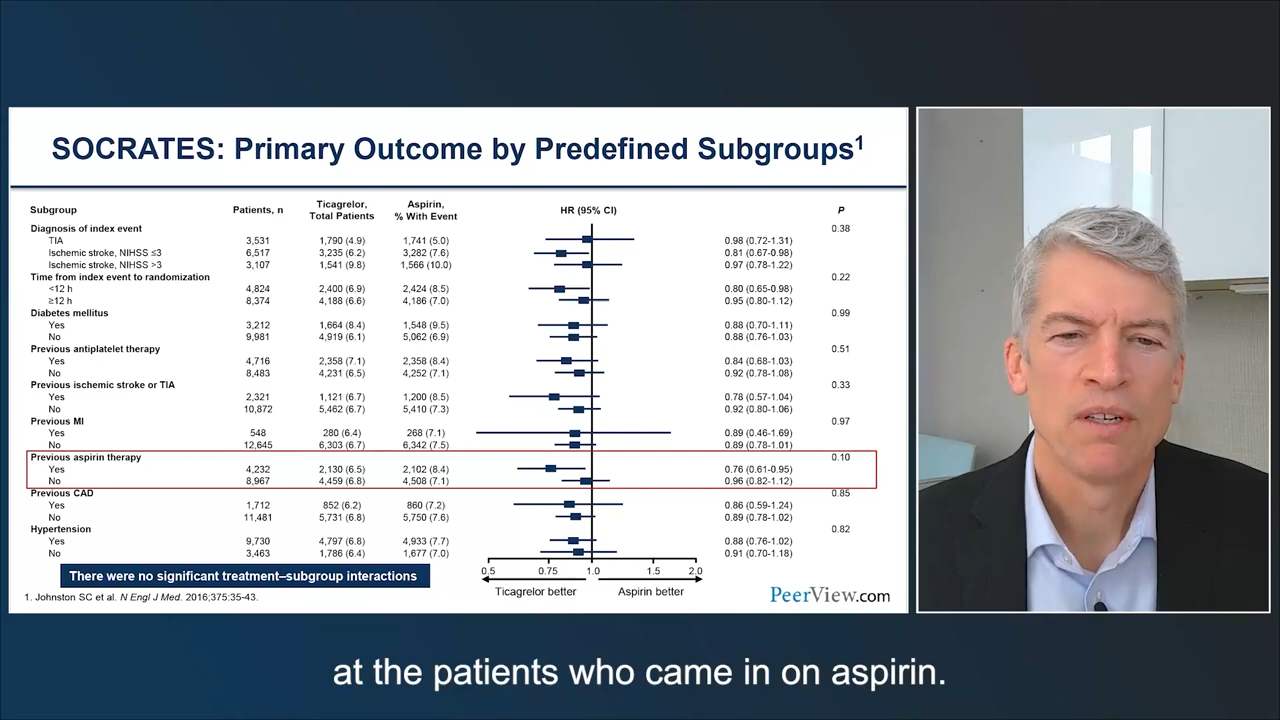 SOCRATES: Primary Outcome by Predefined Subgroups1
Subgroup Patients, n Ticagrelor, Total Patients Aspirin, % With Event HR (95% CI) P
Diagnosis of index event 0.38
TIA 3,531 1,790 (4.9) 1,741 (5.0) 0.98 (0.72-1.31)
Ischemic stroke, NIHSS ≤3 6,517 3,235 (6.2) 3,282 (7.6) 0.81 (0.67-0.98)
Ischemic stroke, NIHSS >3 3,107 1,541 (9.8) 1,566 (10.0) 0.97 (0.78-1.22)
Time from index event to randomization 0.22
<12 h 4,824 2,400 (6.9) 2,424 (8.5) 0.80 (0.65-0.98)
≥12 h 8,374 4,188 (6.6) 4,186 (7.0) 0.95 (0.80-1.12)
Diabetes mellitus 0.99
Yes 3,212 1,664 (8.4) 1,548 (9.5) 0.88 (0.70-1.11)
No 9,981 4,919 (6.1) 5,062 (6.9) 0.88 (0.76-1.03)
Previous antiplatelet therapy 0.51
Yes 4,716 2,358 (7.1) 2,358 (8.4) 0.84 (0.68-1.03)
No 8,483 4,231 (6.5) 4,252 (7.1) 0.92 (0.78-1.08)
Previous ischemic stroke or TIA 0.33
Yes 2,321 1,121 (6.7) 1,200 (8.5) 0.78 (0.57-1.04)
No 10,872 5,462 (6.7) 5,410 (7.3) 0.92 (0.80-1.06)
Previous MI 0.97
Yes 548 280 (6.4) 268 (7.1) 0.89 (0.46-1.69)
No 12,645 6,303 (6.7) 6,342 (7.5) 0.89 (0.78-1.01)
Previous aspirin therapy 0.10
Yes 4,232 2,130 (6.5) 2,102 (8.4) 0.76 (0.61-0.95)
No 8,967 4,459 (6.8) 4,508 (7.1) 0.96 (0.82-1.12)
Previous CAD 0.85
Yes 1,712 852 (6.2) 860 (7.2) 0.86 (0.59-1.24)
No 11,481 5,731 (6.8) 5,750 (7.6) 0.89 (0.78-1.02)
Hypertension 0.82
Yes 9,730 4,797 (6.8) 4,933 (7.7) 0.88 (0.76-1.02)
No 3,463 1,786 (6.4) 1,677 (7.0) 0.91 (0.70-1.18)
0.5 0.75 1.0 1.5 2.0
There were no significant treatment–subgroup interactions
Ticagrelor better Aspirin better
1. Johnston SC et al. N Engl J Med. 2016;375:35-43.
PeerView.com
at the patients who came in on aspirin.